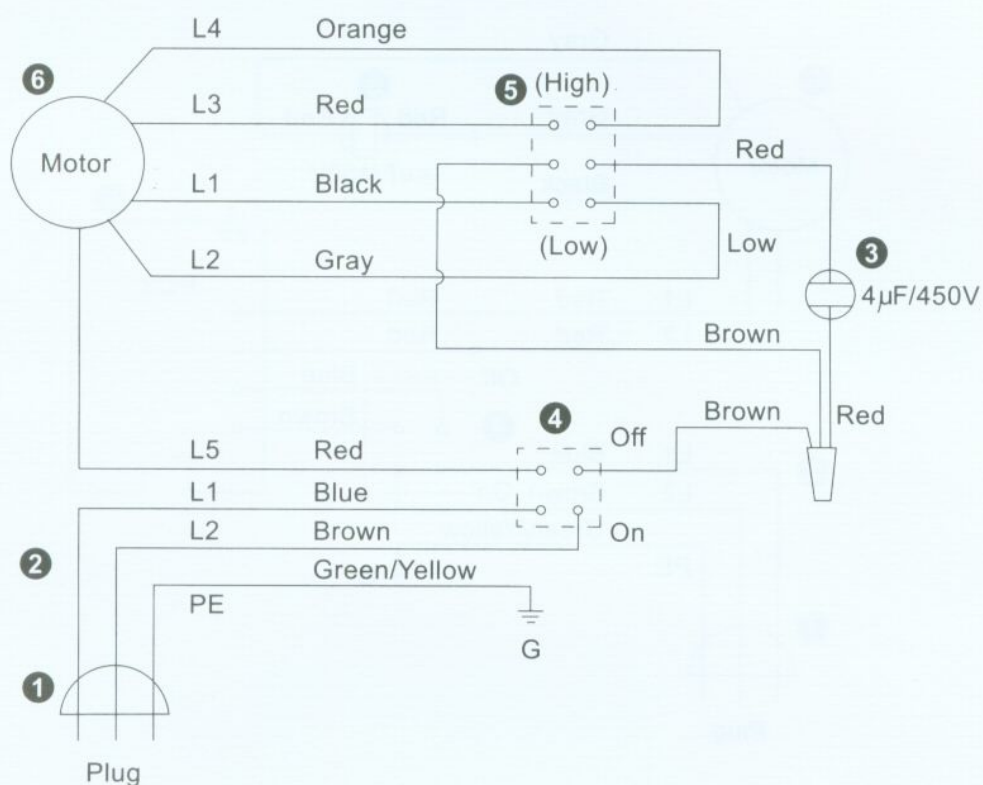 L4 Orange
6 5 (High)
L3 Red
Motor Red
L1 Black
(Low) Low
L2 Gray 3
4µF/450V
Brown
4 Brown Red
Off
L5 Red
L1 Blue
L2 Brown On
2 Green/Yellow
PE
G
1
Plug